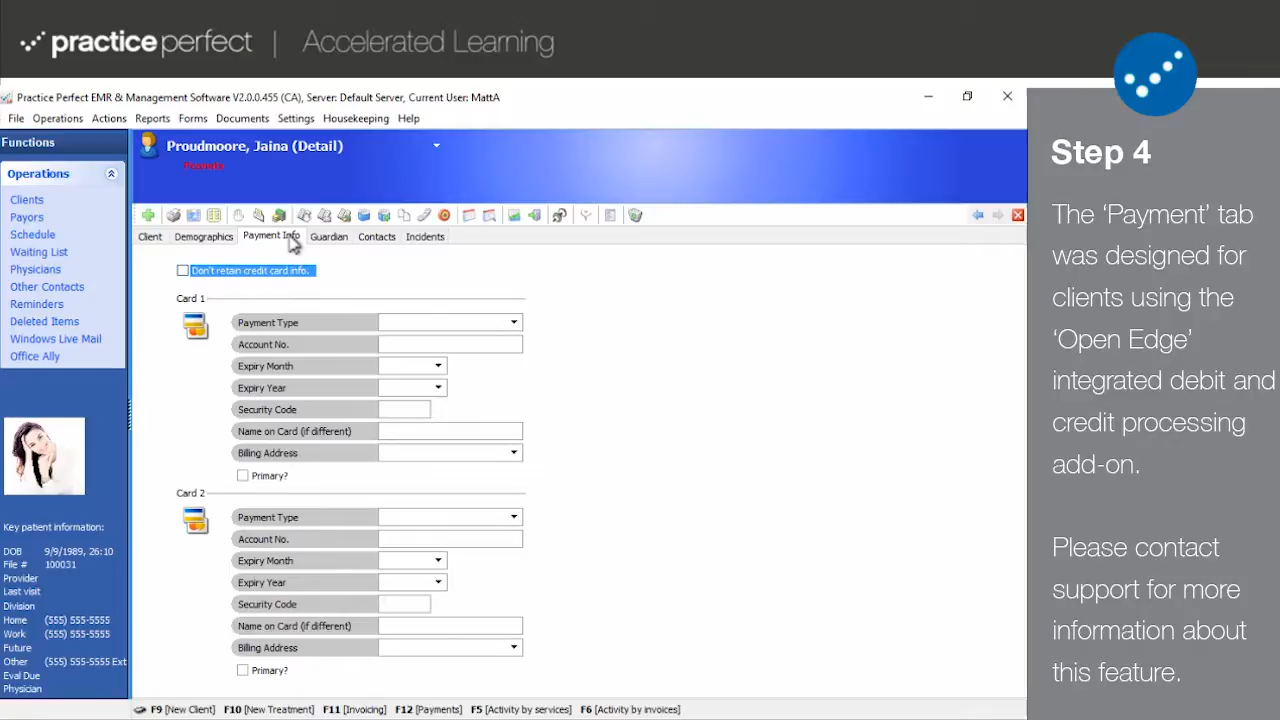 practiceperfect | Accelerated Learning
Practice Perfect EMR & Management Software V2.0.0.455 (CA), Server: Default Server, Current User: MattA
File Operations Actions Reports Forms Documents Settings Housekeeping Help
Functions
Operations
Clients
Payors
Schedule
Waiting List
Physicians
Other Contacts
Reminders
Deleted Items
Windows Live Mail
Office Ally
Key patient information:
DOB 9/9/1989, 26:10
File # 100031
Provider
Last visit
Division
Home (555) 555-5555
Work (555) 555-5555
Future
Other (555) 555-5555 Ext
Eval Due
Physician
Proudmoore, Jaina (Detail)
Client Demographics Payment Info Guardian Contacts Incidents
Don't retain credit card info.
Card 1
Payment Type
Account No.
Expiry Month
Expiry Year
Security Code
Name on Card (if different)
Billing Address
Primary?
Card 2
Payment Type
Account No.
Expiry Month
Expiry Year
Security Code
Name on Card (if different)
Billing Address
Primary?
F9 [New Client] F10 [New Treatment] F11 [Invoicing] F12 [Payments] F5 [Activity by services] F6 [Activity by invoices]
Step 4
The ‘Payment’ tab
was designed for
clients using the
‘Open Edge’
integrated debit and
credit processing
add-on.
Please contact
support for more
information about
this feature.